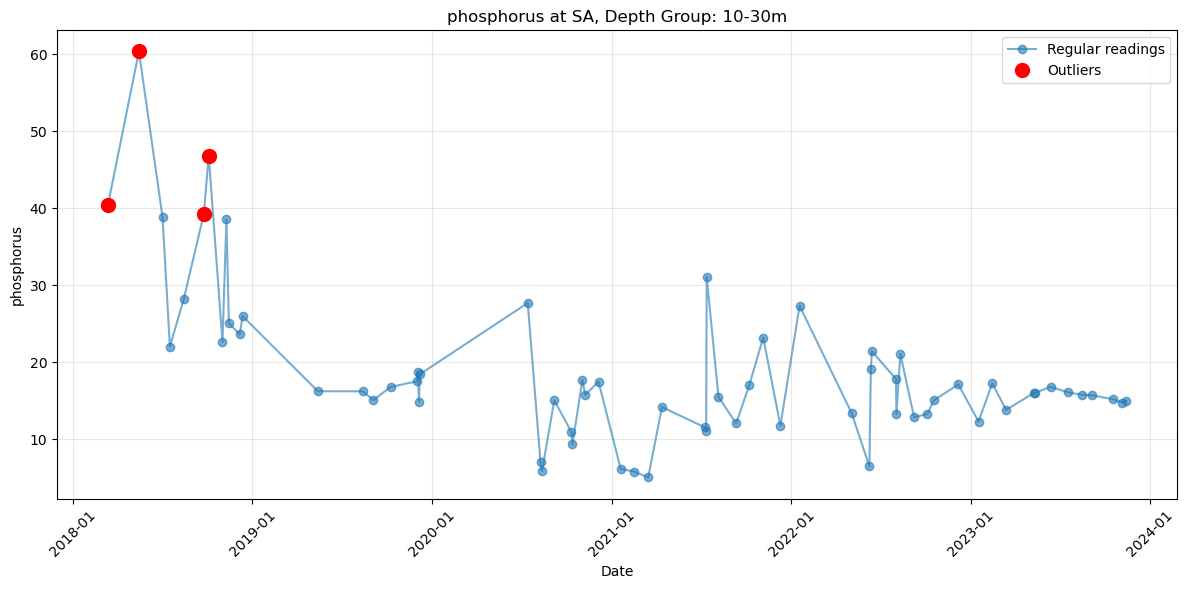 phosphorus at SA, Depth Group: 10-30m
Regular readings
Outliers
phosphorus
60
50
40
30
20
10
2018-01
2019-01
2020-01
2021-01
2022-01
2023-01
2024-01
Date